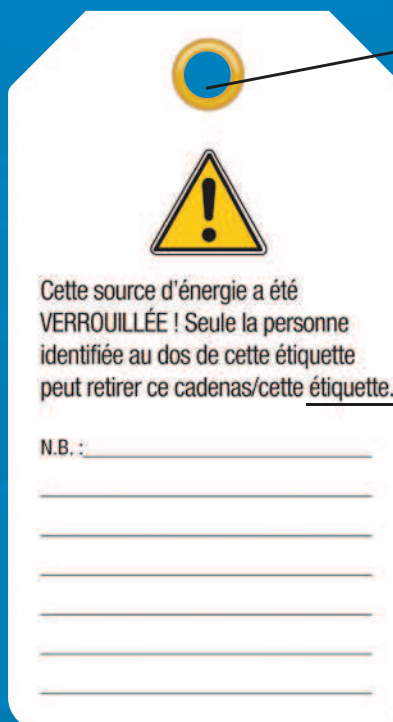 Cette source d'énergie a été
VERROUILLÉE ! Seule la personne
identifiée au dos de cette étiquette
peut retirer ce cadenas/cette étiquette.
N.B. :